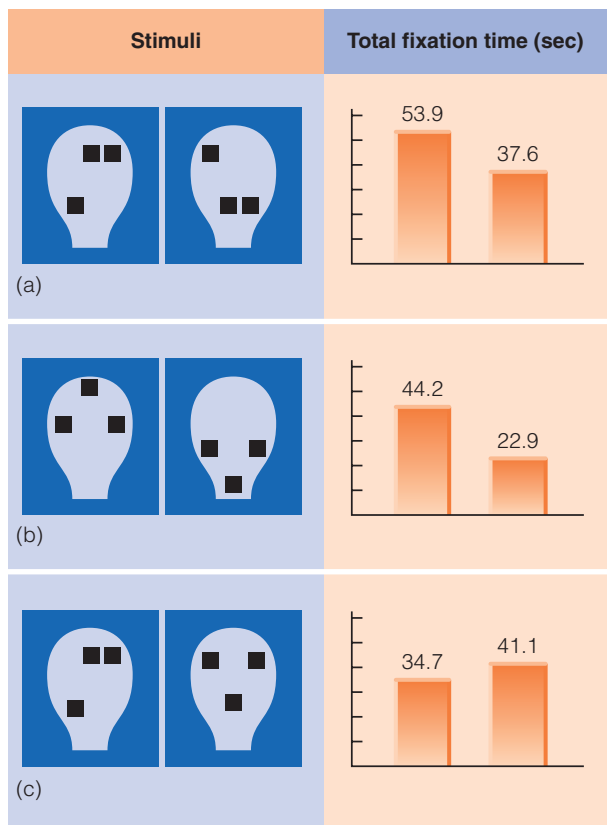 Stimuli
Total fixation time (sec)
53.9
37.6
(a)
44.2
22.9
(b)
34.7
41.1
(c)